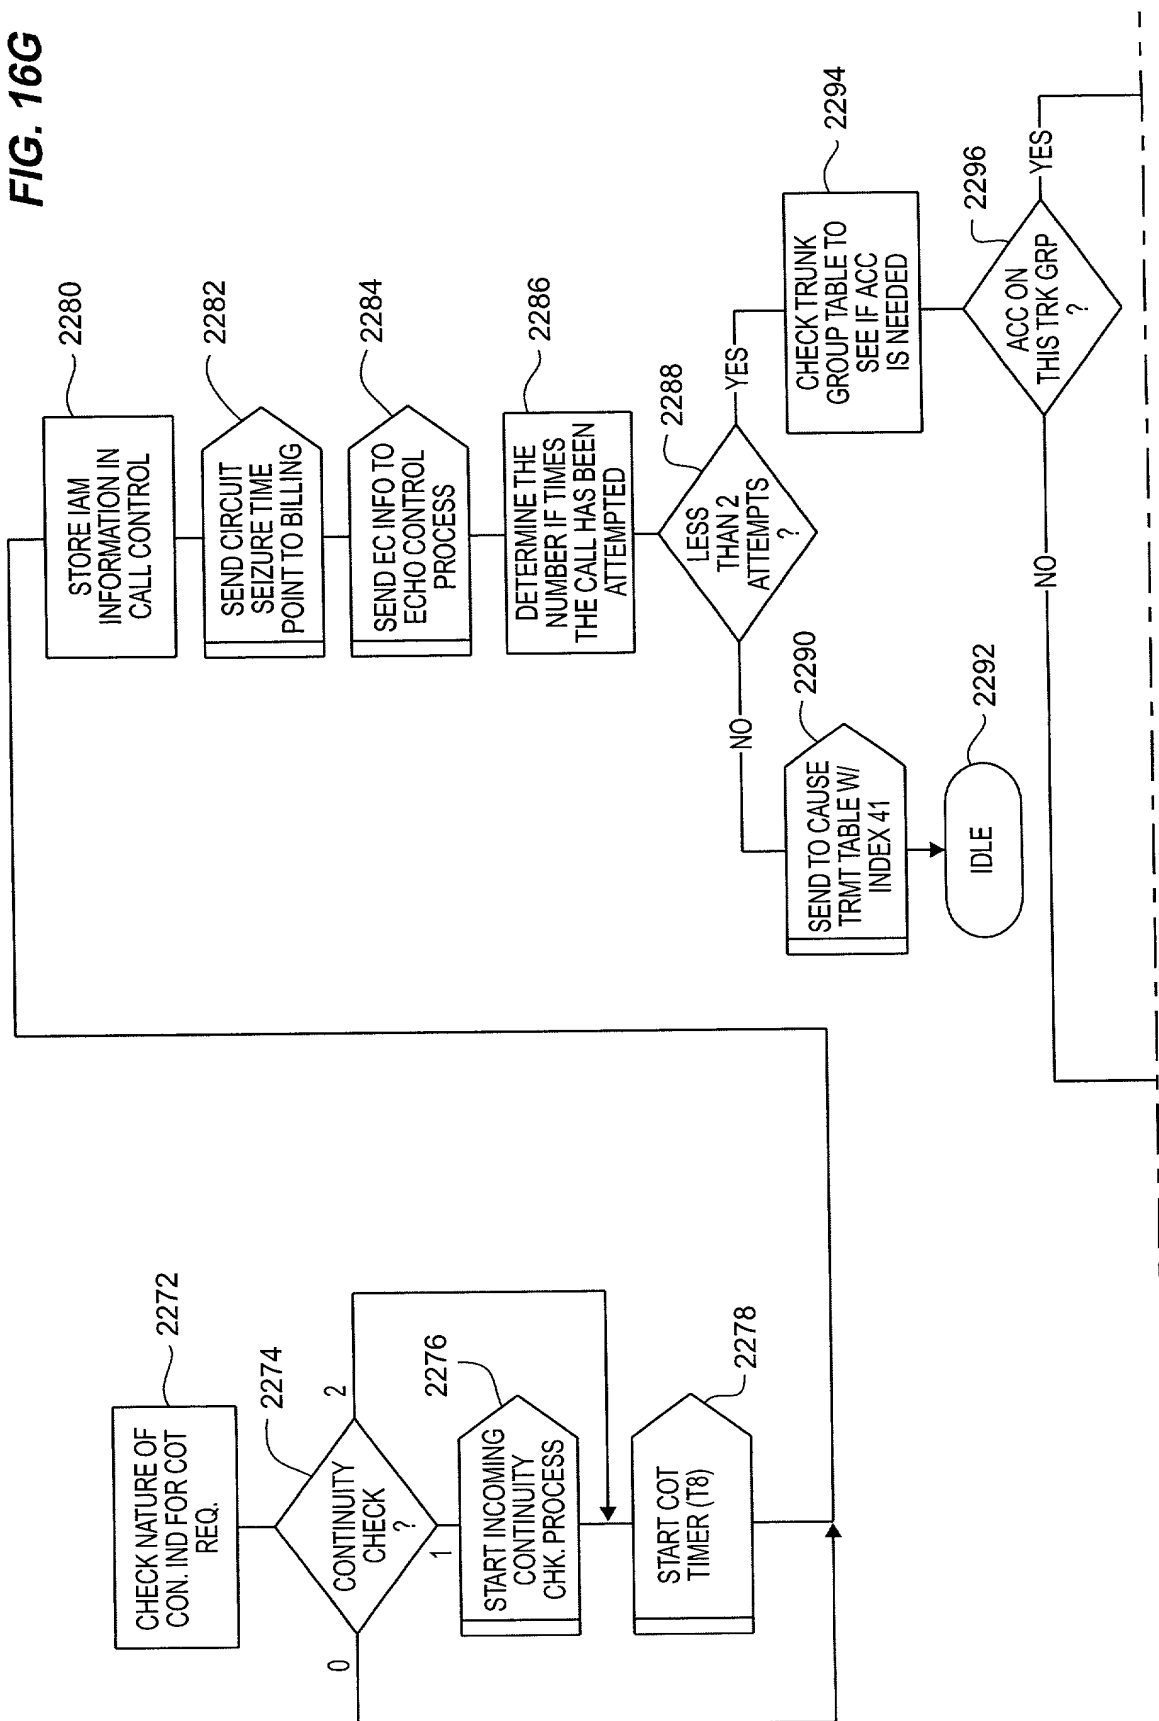 FIG. 16G
CHECK NATURE OF
CON. IND FOR COT
REQ.
2272
CONTINUITY
CHECK
?
2274
0
1
2
START INCOMING
CONTINUITY
CHK. PROCESS
2276
START COT
TIMER (T8)
2278
STORE IAM
INFORMATION IN
CALL CONTROL
2280
SEND CIRCUIT
SEIZURE TIME
POINT TO BILLING
2282
SEND EC INFO TO
ECHO CONTROL
PROCESS
2284
DETERMINE THE
NUMBER IF TIMES
THE CALL HAS BEEN
ATTEMPTED
2286
LESS
THAN 2
ATTEMPTS
?
2288
NO
YES
SEND TO CAUSE
TRMT TABLE W/
INDEX 41
2290
IDLE
2292
CHECK TRUNK
GROUP TABLE TO
SEE IF ACC
IS NEEDED
2294
ACC ON
THIS TRK GRP
?
2296
NO
YES